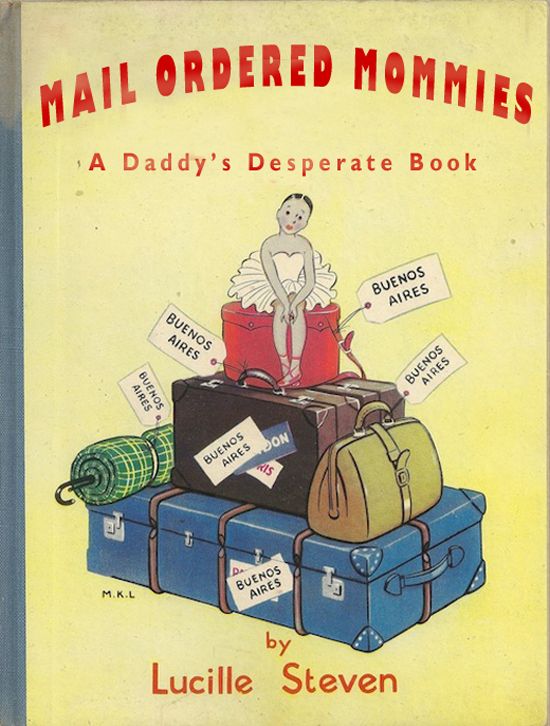 MAIL ORDERED MOMMIES
A Daddy's Desperate Book
BUENOS
AIRES
BUENOS
AIRES
BUENOS
AIRES
BUENOS
AIRES
BUENOS
AIRES
BUENOS
AIRES
M.K.L
by
Lucille Steven